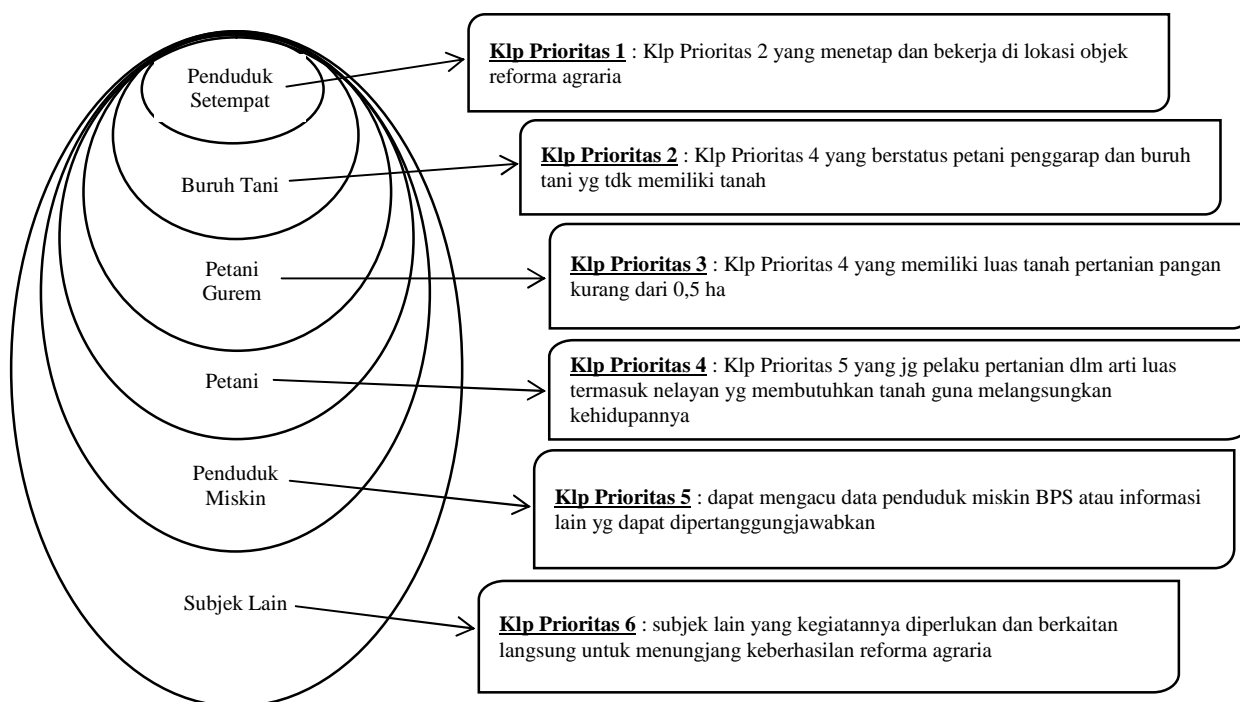 Penduduk
Setempat
Klp Prioritas 1 : Klp Prioritas 2 yang menetap dan bekerja di lokasi objek
reforma agraria
Buruh Tani
Klp Prioritas 2 : Klp Prioritas 4 yang berstatus petani penggarap dan buruh
tani yg tdk memiliki tanah
Petani
Gurem
Klp Prioritas 3 : Klp Prioritas 4 yang memiliki luas tanah pertanian pangan
kurang dari 0,5 ha
Petani
Klp Prioritas 4 : Klp Prioritas 5 yang jg pelaku pertanian dlm arti luas
termasuk nelayan yg membutuhkan tanah guna melangsungkan
kehidupannya
Penduduk
Miskin
Klp Prioritas 5 : dapat mengacu data penduduk miskin BPS atau informasi
lain yg dapat dipertanggungjawabkan
Subjek Lain
Klp Prioritas 6 : subjek lain yang kegiatannya diperlukan dan berkaitan
langsung untuk menungjang keberhasilan reforma agraria